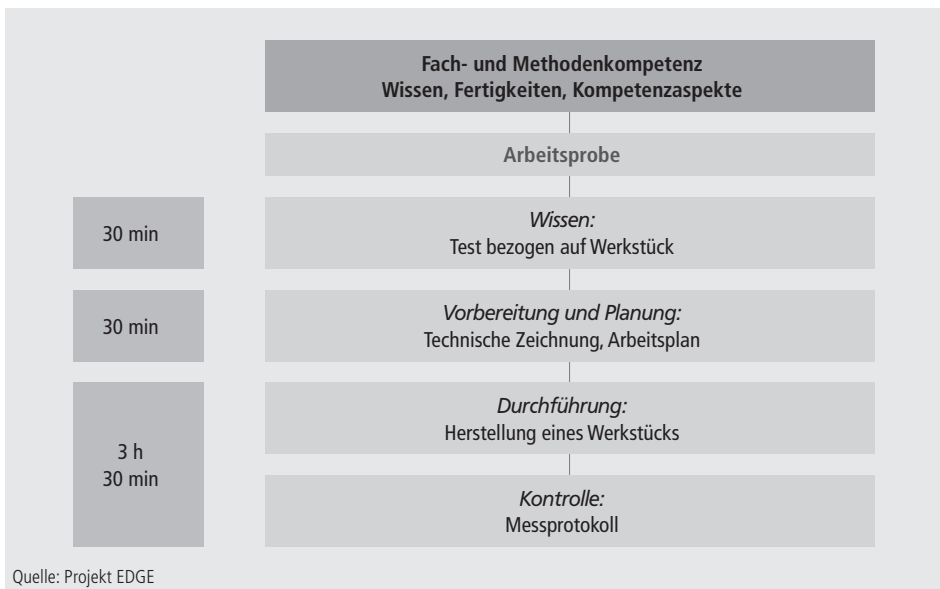 Fach- und Methodenkompetenz
Wissen, Fertigkeiten, Kompetenzaspekte
Arbeitsprobe
30 min
Wissen:
Test bezogen auf Werkstück
30 min
Vorbereitung und Planung:
Technische Zeichnung, Arbeitsplan
3 h
30 min
Durchführung:
Herstellung eines Werkstücks
Kontrolle:
Messprotokoll
Quelle: Projekt EDGE